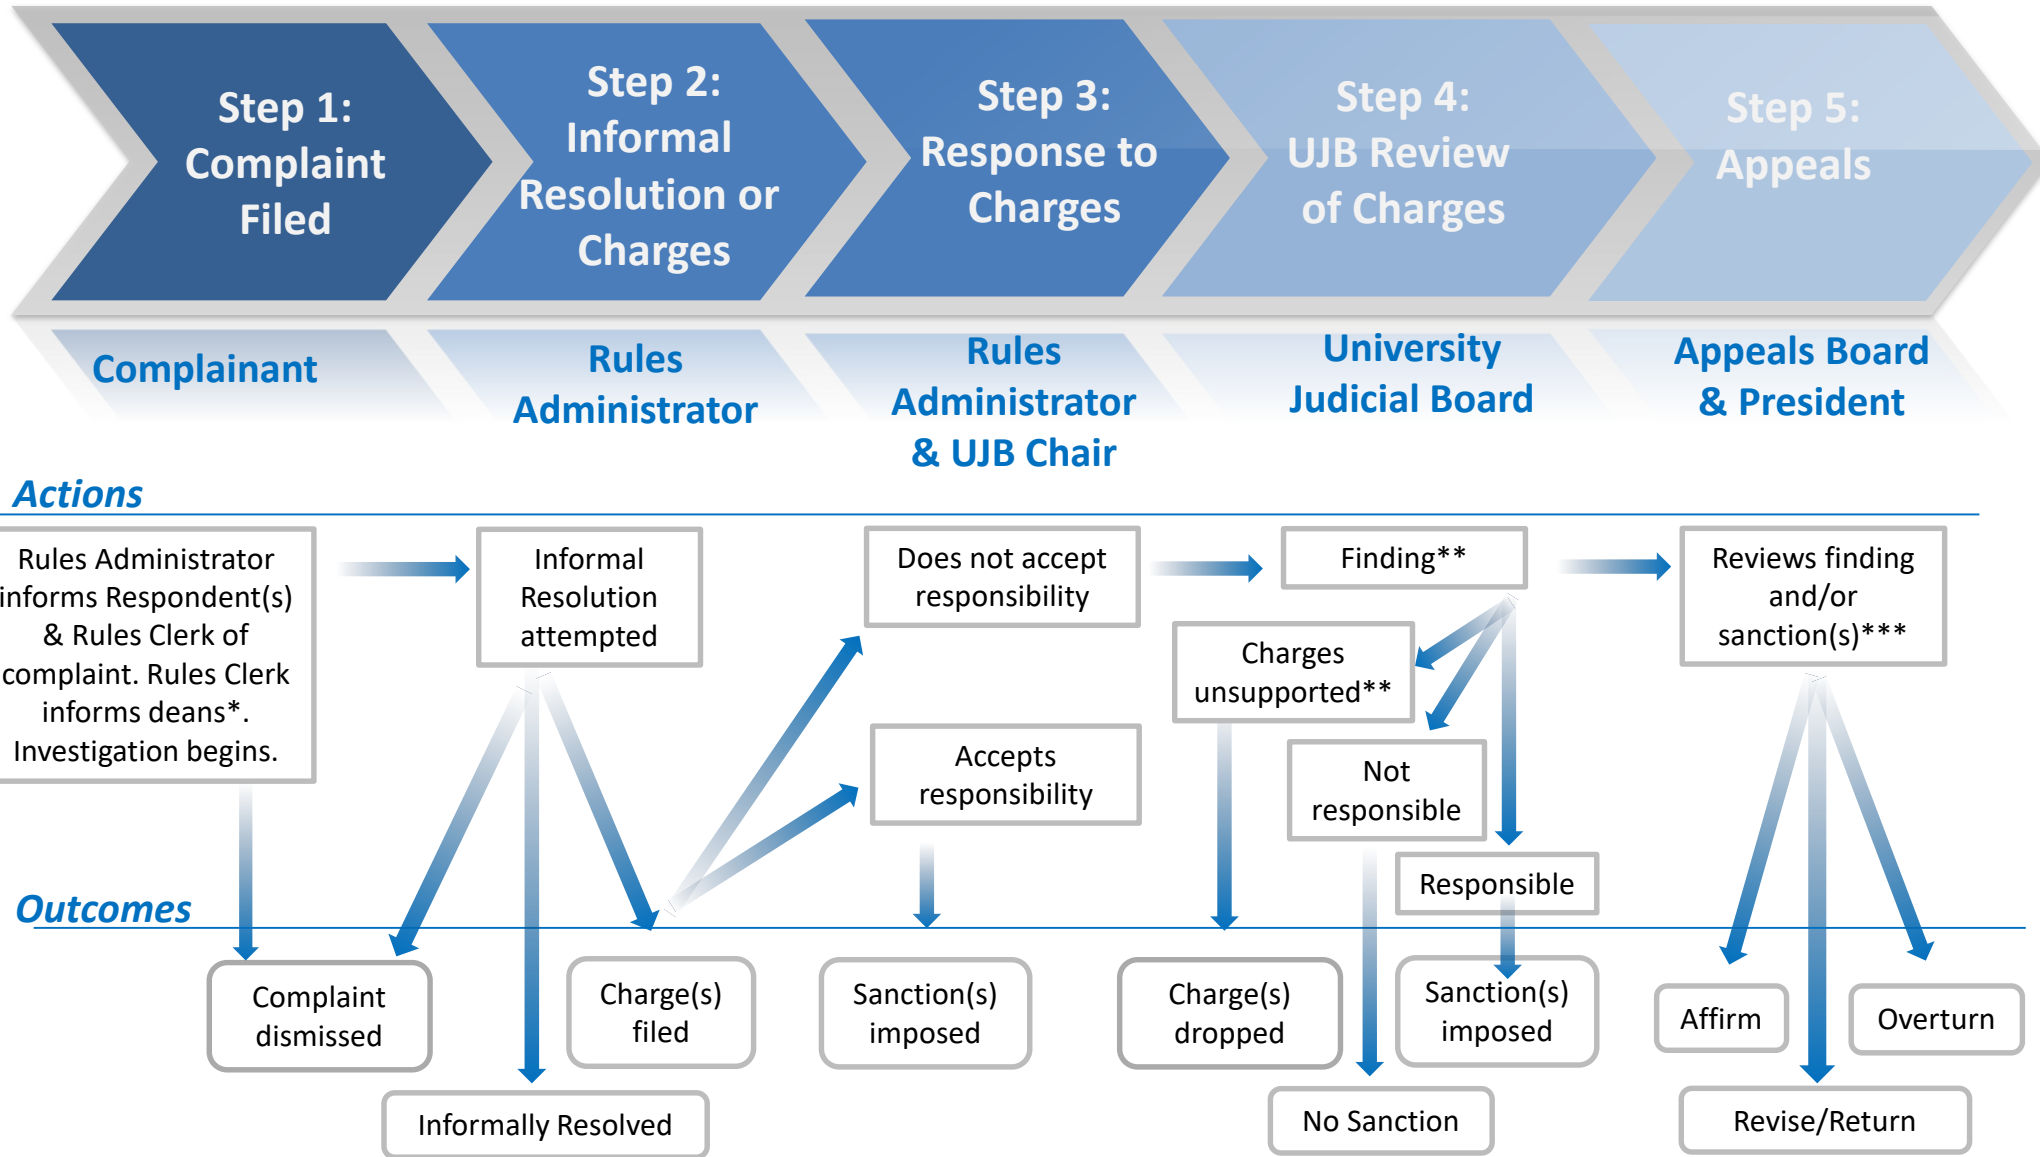 Step 1:
Complaint
Filed
Step 2:
Informal
Resolution or
Charges
Step 3:
Response to
Charges
Step 4:
UJB Review
of Charges
Step 5:
Appeals
Complainant
Rules
Administrator
Rules
Administrator
& UJB Chair
University
Judicial Board
Appeals Board
& President
Actions
Rules Administrator
informs Respondent(s)
& Rules Clerk of
complaint. Rules Clerk
informs deans*.
Investigation begins.
Informal
Resolution
attempted
Does not accept
responsibility
Accepts
responsibility
Finding**
Charges
unsupported**
Not
responsible
Responsible
Reviews finding
and/or
sanction(s)***
Outcomes
Complaint
dismissed
Informally Resolved
Charge(s)
filed
Sanction(s)
imposed
Charge(s)
dropped
No Sanction
Sanction(s)
imposed
Affirm
Revise/Return
Overturn